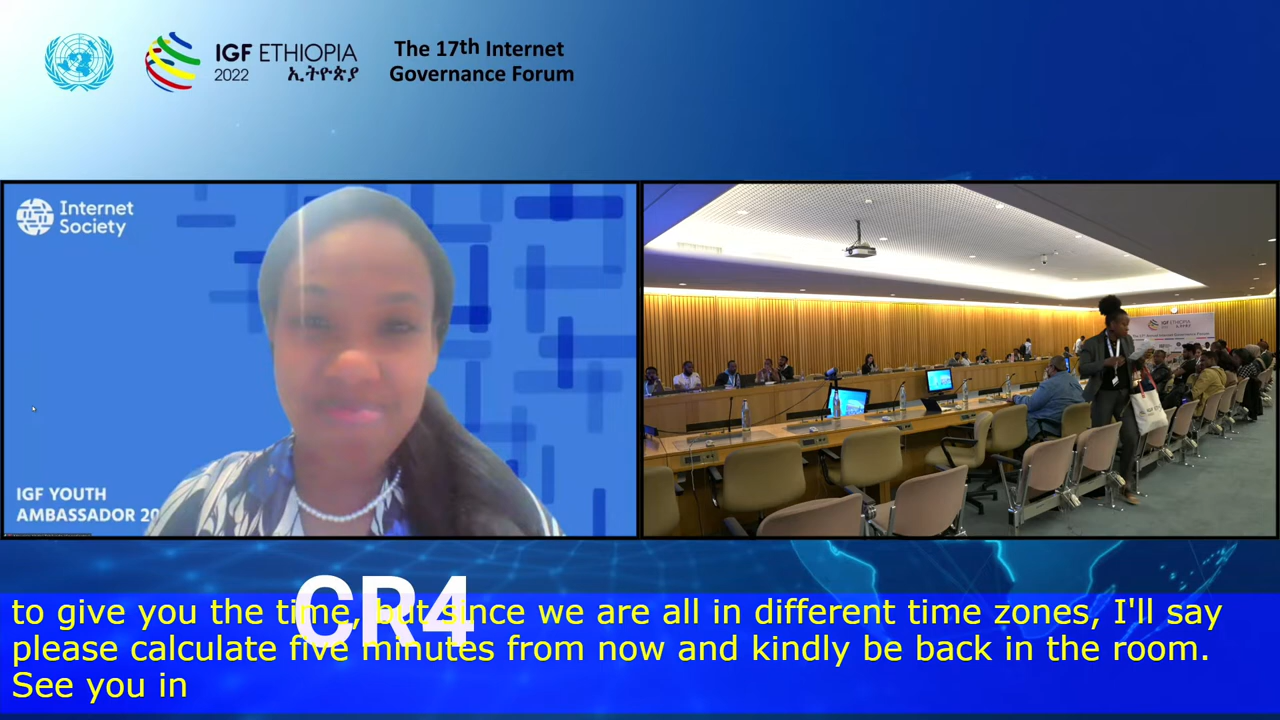 IGF ETHIOPIA
2022 ኢትዮጵያ
The 17th Internet
Governance Forum
Internet
Society
IGF YOUTH
AMBASSADOR 20
IGF ETHIOPIA
CR4
to give you the time, but since we are all in different time zones, I'll say
please calculate five minutes from now and kindly be back in the room.
See you in